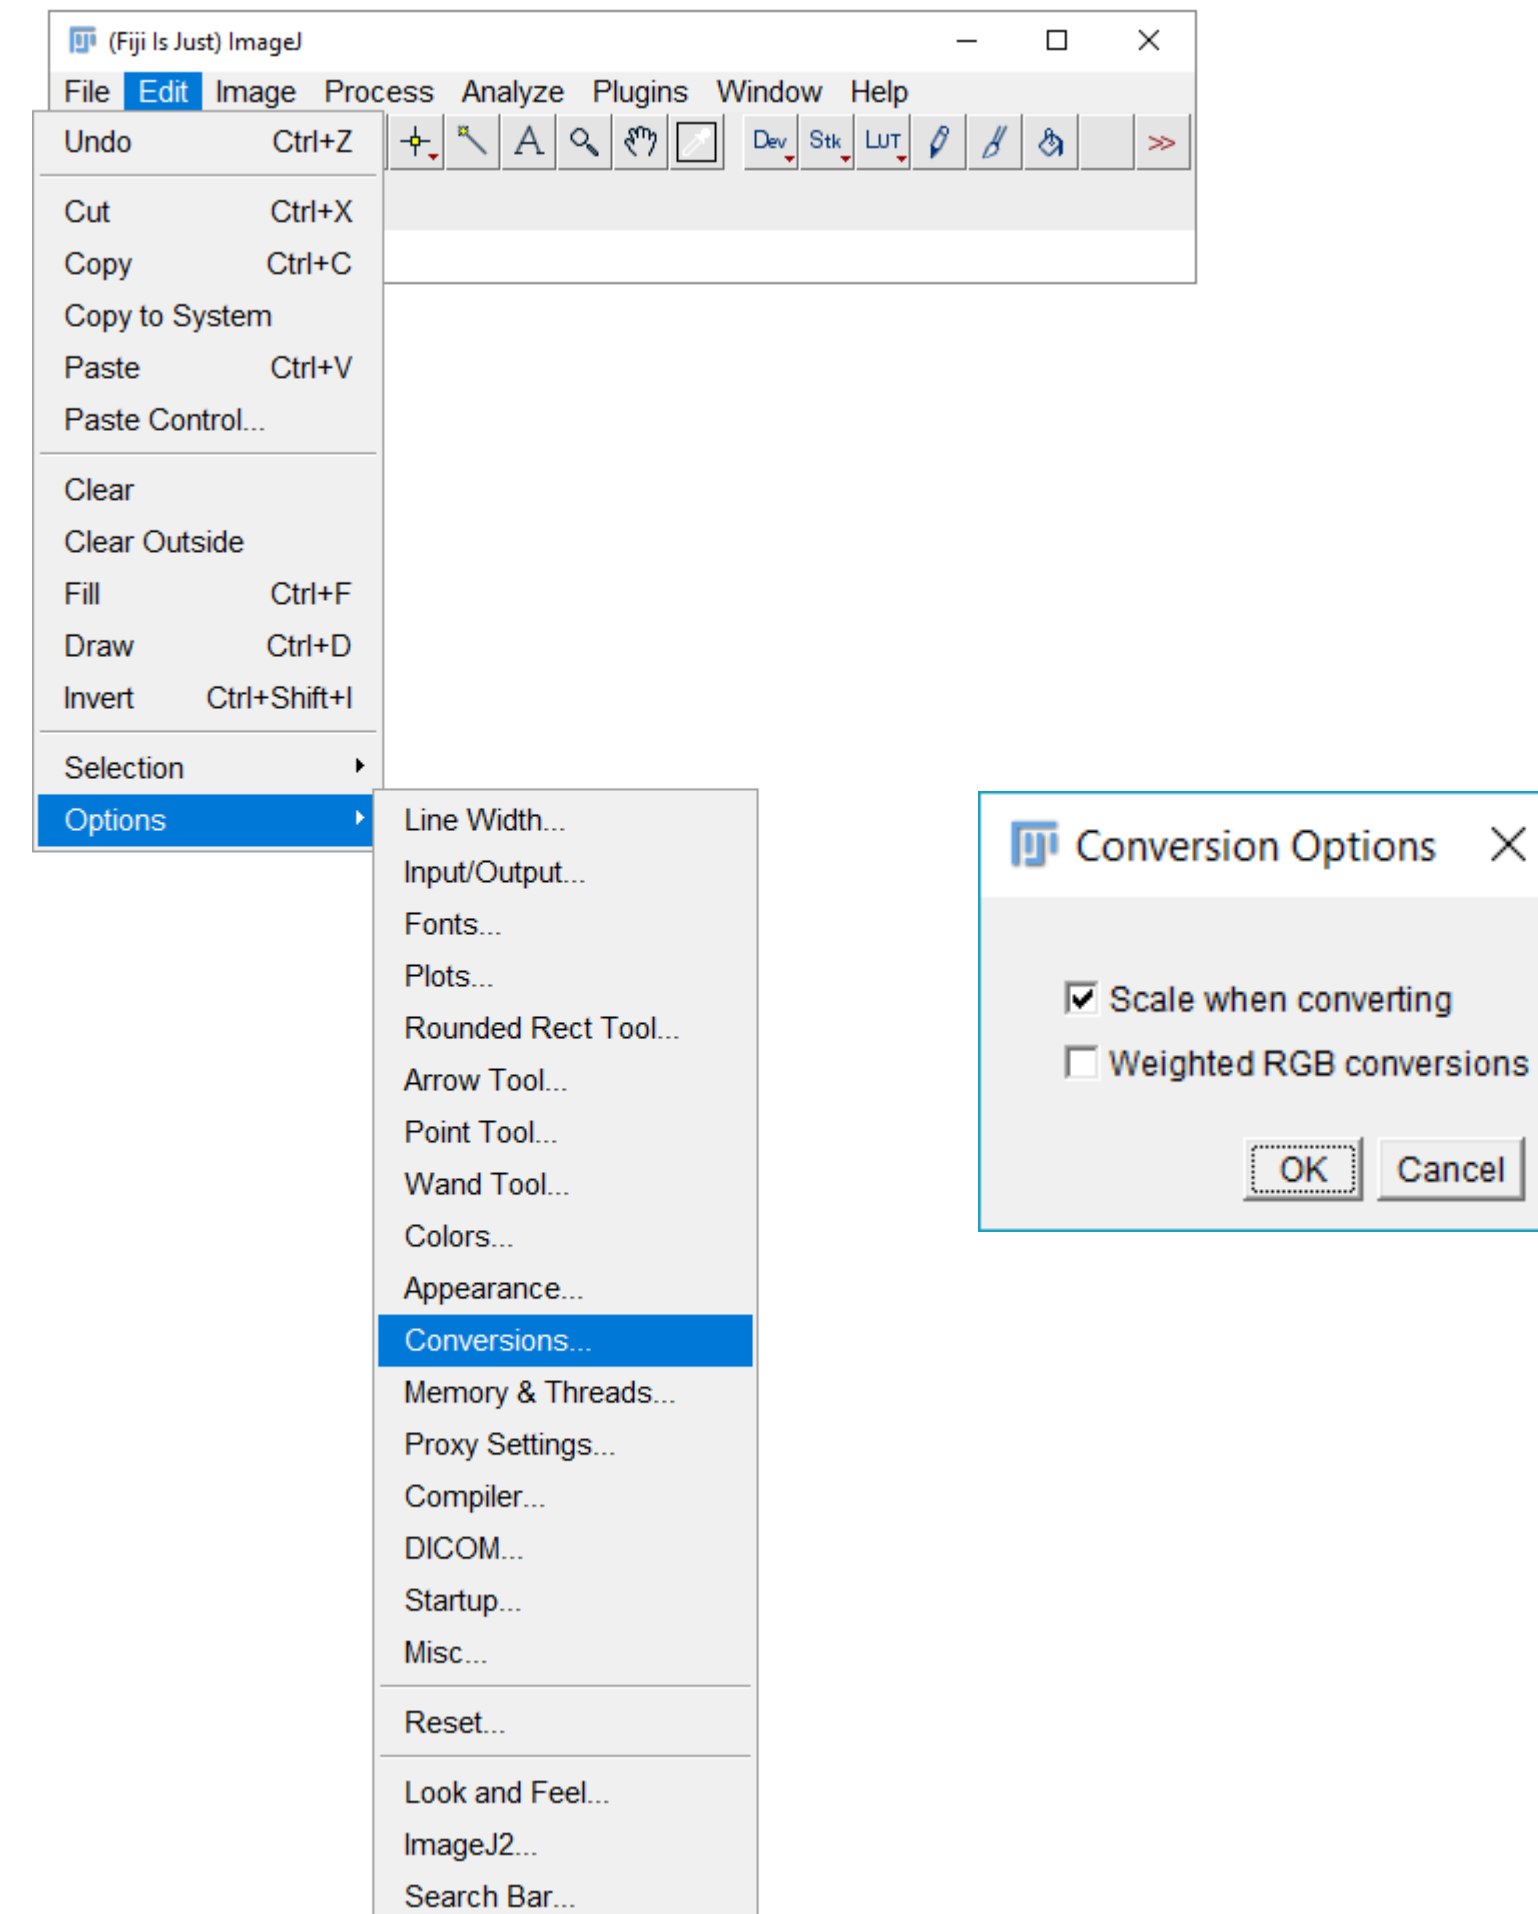 (Fiji Is Just) ImageJ
File Edit Image Process Analyze Plugins Window Help
Undo Ctrl+Z
A Dev Stk LUT >>
Cut Ctrl+X
Copy Ctrl+C
Copy to System
Paste Ctrl+V
Paste Control...
Clear
Clear Outside
Fill Ctrl+F
Draw Ctrl+D
Invert Ctrl+Shift+I
Selection
Options
Line Width...
Input/Output...
Fonts...
Plots...
Rounded Rect Tool...
Arrow Tool...
Point Tool...
Wand Tool...
Colors...
Appearance...
Conversions...
Memory & Threads...
Proxy Settings...
Compiler...
DICOM...
Startup...
Misc...
Reset...
Look and Feel...
ImageJ2...
Search Bar...
Conversion Options
Scale when converting
Weighted RGB conversions
OK Cancel